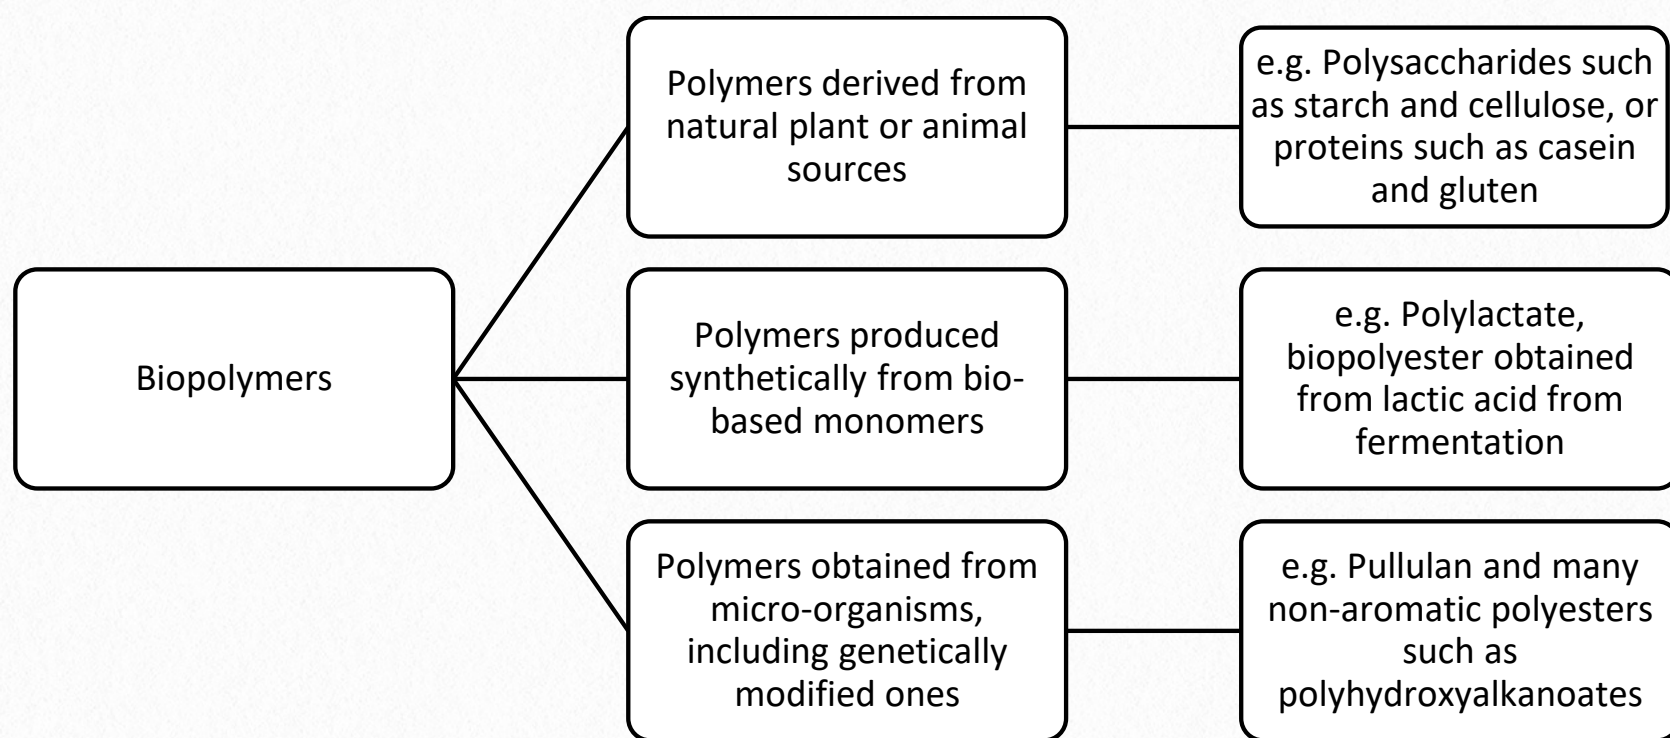 Biopolymers
Polymers derived from
natural plant or animal
sources
e.g. Polysaccharides such
as starch and cellulose, or
proteins such as casein
and gluten
Polymers produced
synthetically from bio-
based monomers
e.g. Polylactate,
biopolyester obtained
from lactic acid from
fermentation
Polymers obtained from
micro-organisms,
including genetically
modified ones
e.g. Pullulan and many
non-aromatic polyesters
such as
polyhydroxyalkanoates